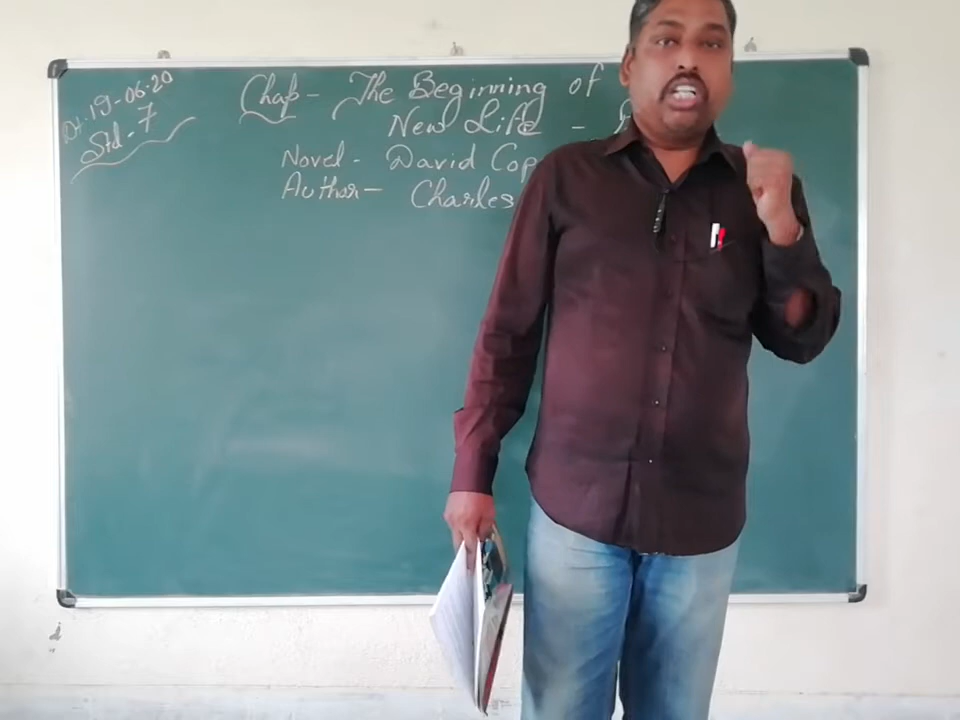 Dt. 19-06-20
Std - 7
Chap - The Beginning of
New Life -
Novel - David Cop
Author - Charles